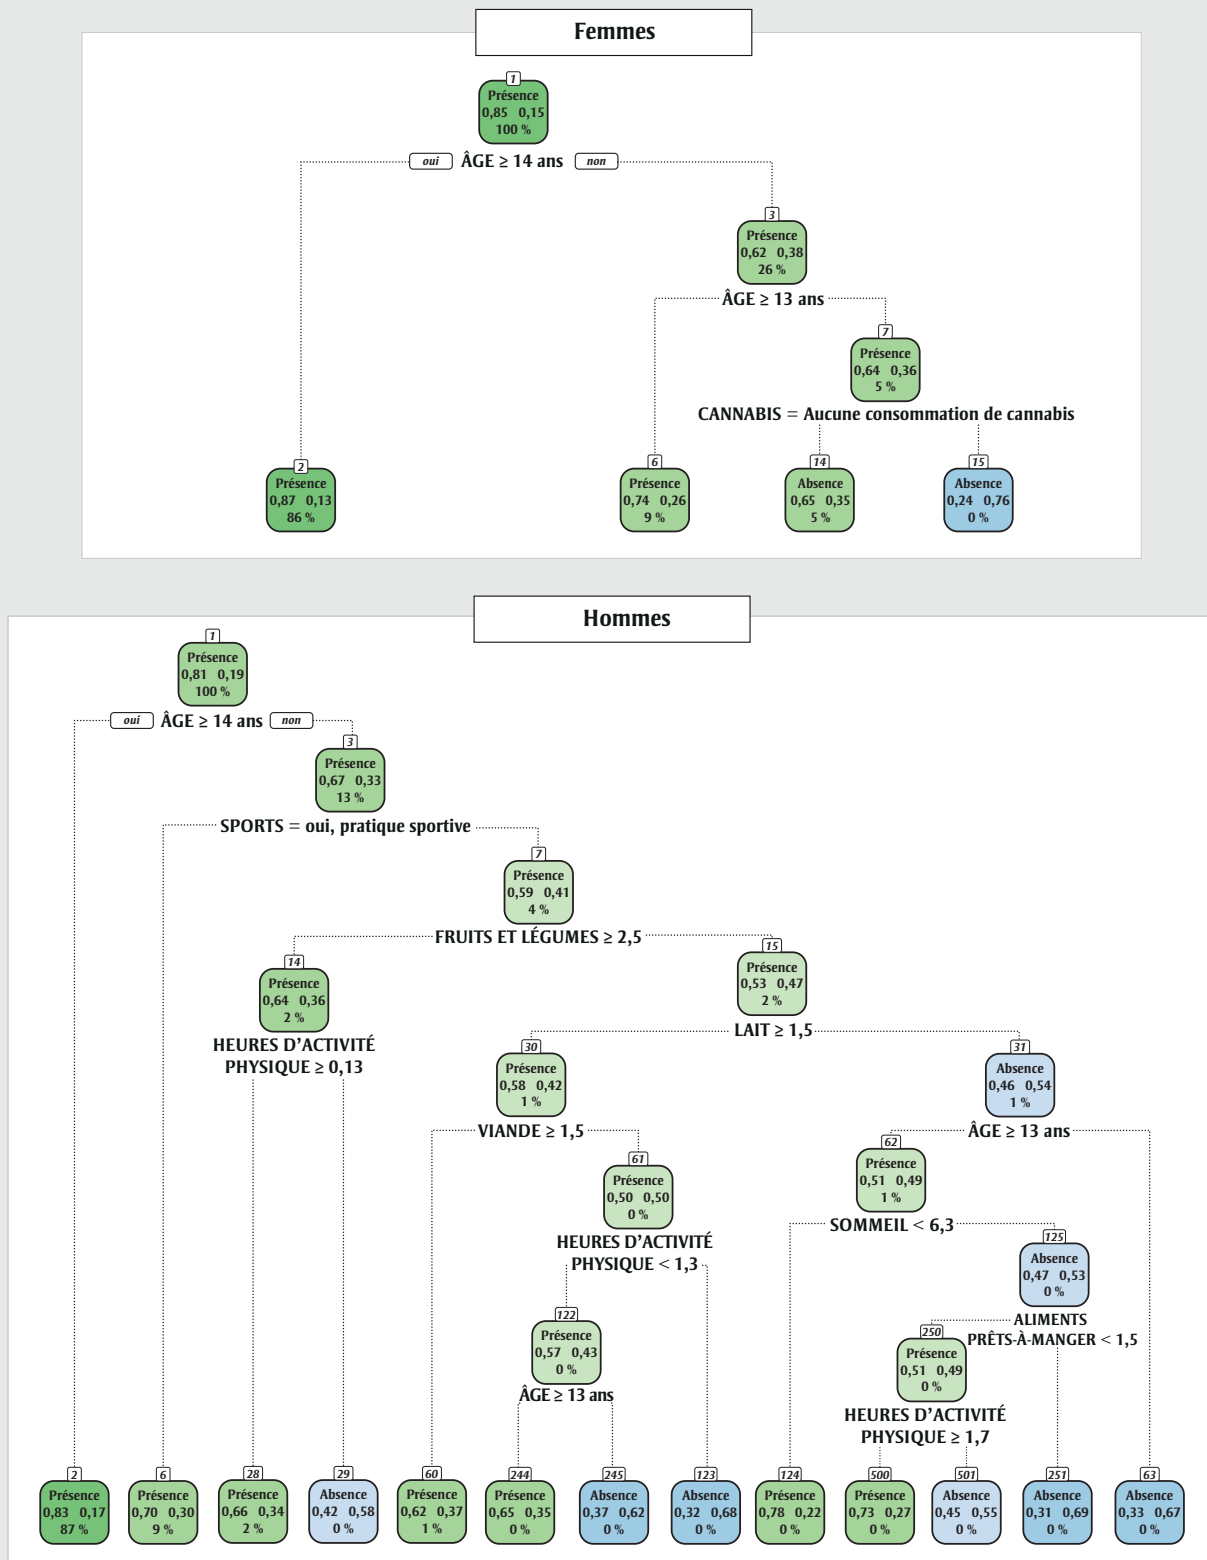 Femmes
1
Présence
0,85 0,15
100 %
oui
ÂGE ≥ 14 ans
non
3
Présence
0,62 0,38
26 %
ÂGE ≥ 13 ans
7
Présence
0,64 0,36
5 %
CANNABIS = Aucune consommation de cannabis
2
Présence
0,87 0,13
86 %
6
Présence
0,74 0,26
9 %
14
Absence
0,65 0,35
5 %
15
Absence
0,24 0,76
0 %
Hommes
1
Présence
0,81 0,19
100 %
oui
ÂGE ≥ 14 ans
non
3
Présence
0,67 0,33
13 %
SPORTS = oui, pratique sportive
7
Présence
0,59 0,41
4 %
FRUITS ET LÉGUMES ≥ 2,5
14
Présence
0,64 0,36
2 %
HEURES D'ACTIVITÉ
PHYSIQUE ≥ 0,13
15
Présence
0,53 0,47
2 %
LAIT ≥ 1,5
30
Présence
0,58 0,42
1 %
VIANDE ≥ 1,5
31
Absence
0,46 0,54
1 %
ÂGE ≥ 13 ans
61
Présence
0,50 0,50
0 %
HEURES D'ACTIVITÉ
PHYSIQUE < 1,3
62
Présence
0,51 0,49
1 %
SOMMEIL < 6,3
125
Absence
0,47 0,53
0 %
ALIMENTS
PRÊTS-À-MANGER < 1,5
122
Présence
0,57 0,43
0 %
ÂGE ≥ 13 ans
250
Présence
0,51 0,49
0 %
HEURES D'ACTIVITÉ
PHYSIQUE ≥ 1,7
2
Présence
0,83 0,17
87 %
6
Présence
0,70 0,30
9 %
28
Présence
0,66 0,34
2 %
29
Absence
0,42 0,58
0 %
60
Présence
0,62 0,37
1 %
244
Présence
0,65 0,35
0 %
245
Absence
0,37 0,62
0 %
123
Absence
0,32 0,68
0 %
124
Présence
0,78 0,22
0 %
500
Présence
0,73 0,27
0 %
501
Absence
0,45 0,55
0 %
251
Absence
0,31 0,69
0 %
63
Absence
0,33 0,67
0 %